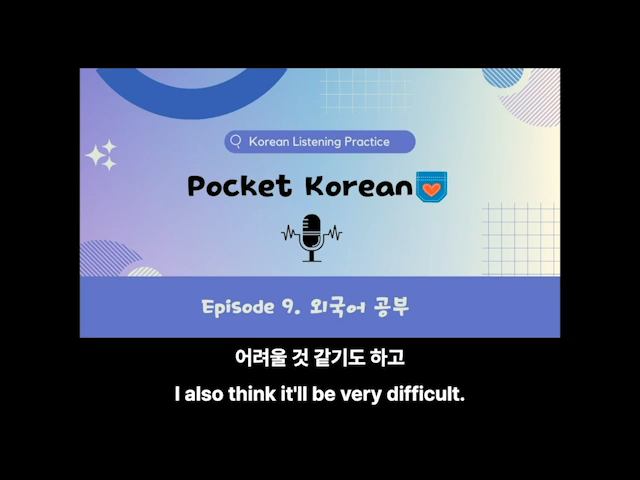 Korean Listening Practice
Pocket Korean
Episode 9. 외국어 공부
어려울 것 같기도 하고
I also think it'll be very difficult.